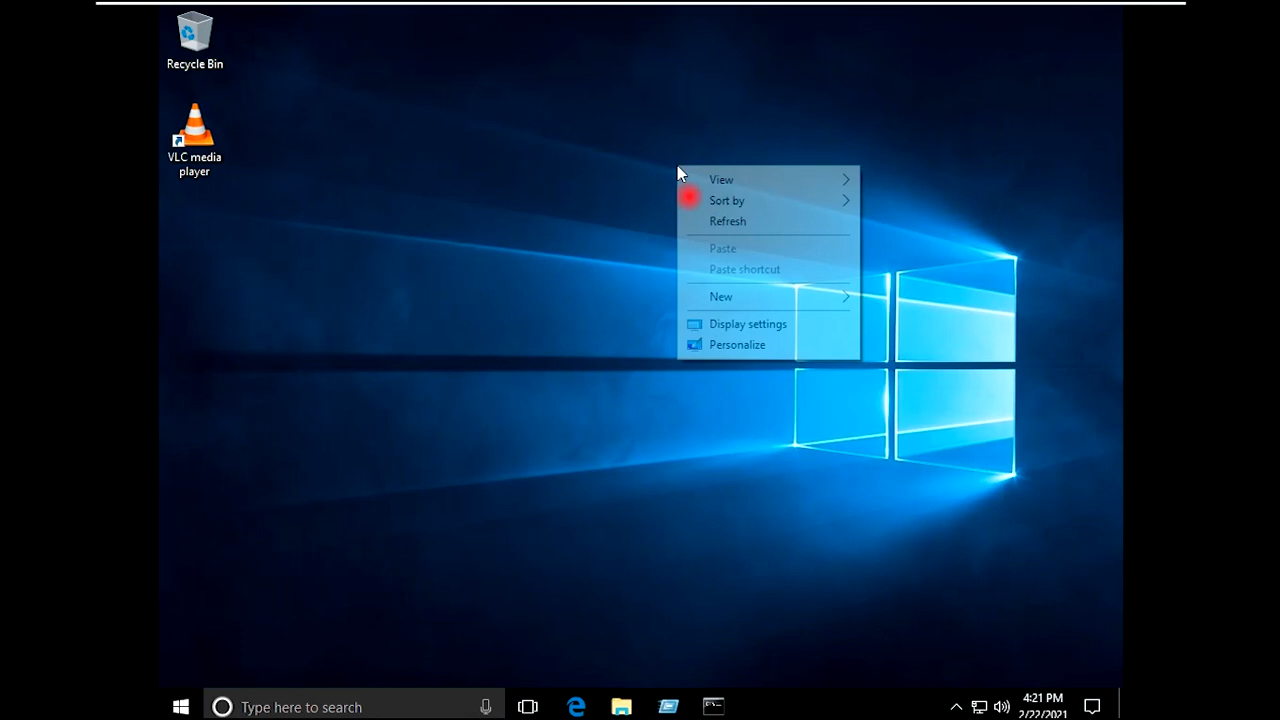 Recycle Bin
VLC media
player
View
Sort by
Refresh
Paste
Paste shortcut
New
Display settings
Personalize
Type here to search
4:21 PM
2/22/2021